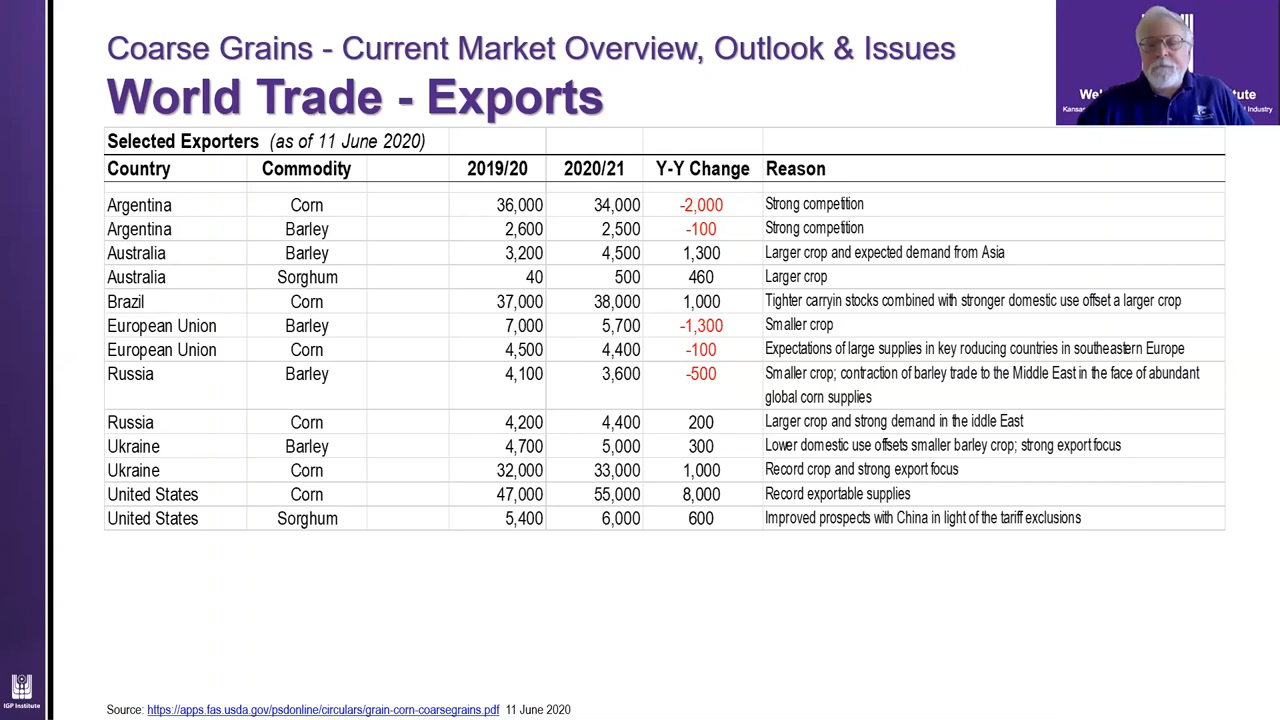 Coarse Grains - Current Market Overview, Outlook & Issues
World Trade - Exports
Wel itute
Kansa d Industry
Selected Exporters (as of 11 June 2020)
Country Commodity 2019/20 2020/21 Y-Y Change Reason
Argentina Corn 36,000 34,000 -2,000 Strong competition
Argentina Barley 2,600 2,500 -100 Strong competition
Australia Barley 3,200 4,500 1,300 Larger crop and expected demand from Asia
Australia Sorghum 40 500 460 Larger crop
Brazil Corn 37,000 38,000 1,000 Tighter carryin stocks combined with stronger domestic use offset a larger crop
European Union Barley 7,000 5,700 -1,300 Smaller crop
European Union Corn 4,500 4,400 -100 Expectations of large supplies in key roducing countries in southeastern Europe
Russia Barley 4,100 3,600 -500 Smaller crop; contraction of barley trade to the Middle East in the face of abundant
global corn supplies
Russia Corn 4,200 4,400 200 Larger crop and strong demand in the iddle East
Ukraine Barley 4,700 5,000 300 Lower domestic use offsets smaller barley crop; strong export focus
Ukraine Corn 32,000 33,000 1,000 Record crop and strong export focus
United States Corn 47,000 55,000 8,000 Record exportable supplies
United States Sorghum 5,400 6,000 600 Improved prospects with China in light of the tariff exclusions
IGP Institute
Source: https://apps.fas.usda.gov/psdonline/circulars/grain-corn-coarsegrains.pdf 11 June 2020